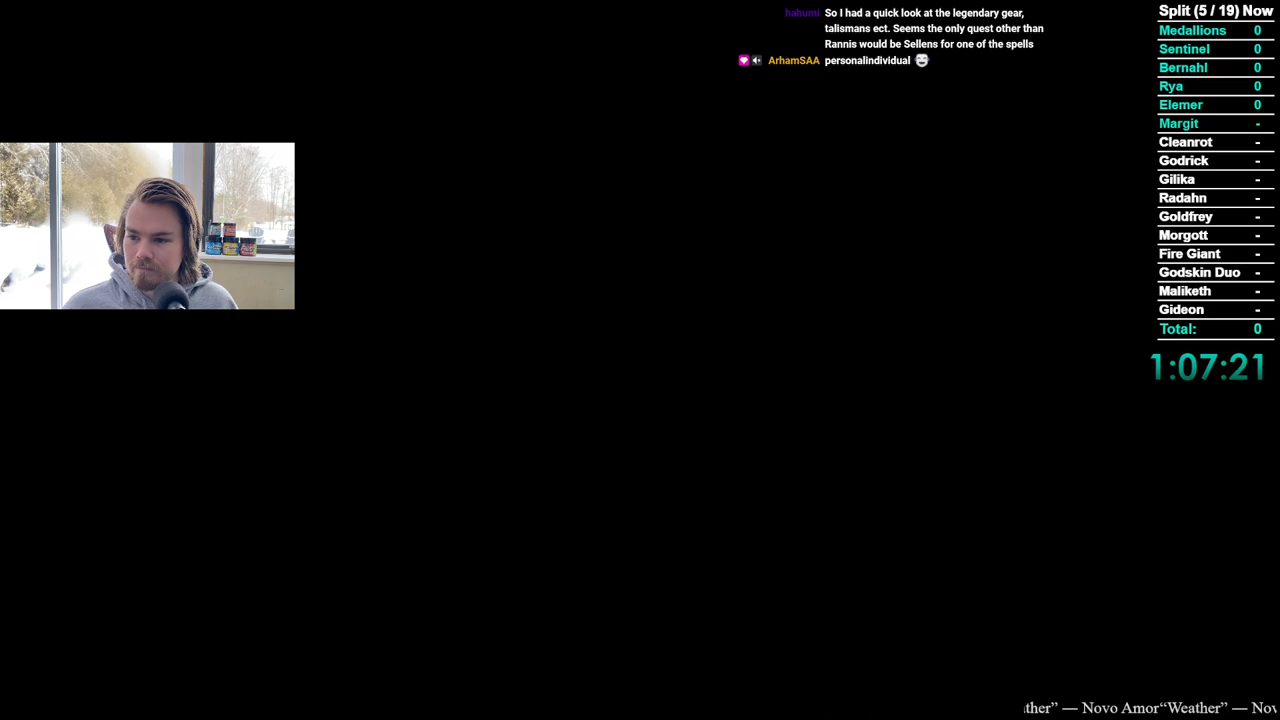 hahumi So I had a quick look at the legendary gear,
talismans ect. Seems the only quest other than
Rannis would be Sellens for one of the spells
ArhamSAA personalindividual
Split (5 / 19) Now
Medallions 0
Sentinel 0
Bernahl 0
Rya 0
Elemer 0
Margit -
Cleanrot -
Godrick -
Gilika -
Radahn -
Goldfrey -
Morgott -
Fire Giant -
Godskin Duo -
Maliketh -
Gideon -
Total: 0
1:07:21
ther” — Novo Amor“Weather” — Nov